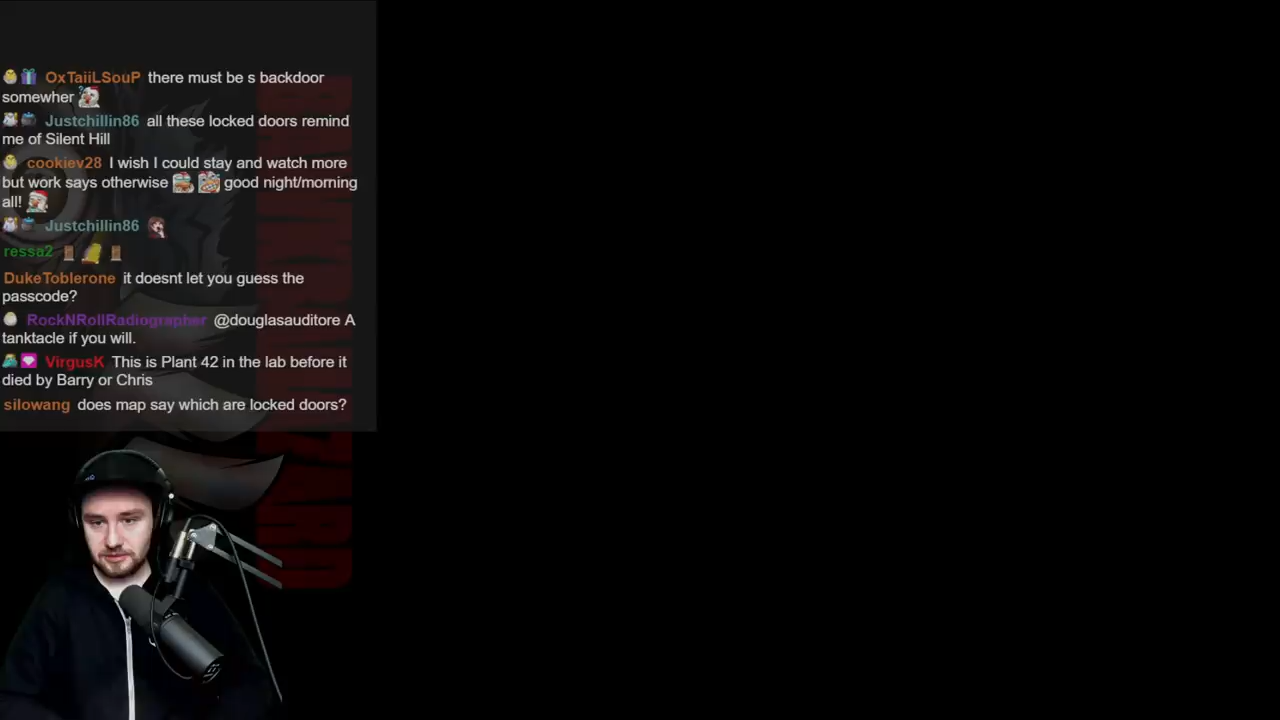 OxTaiiLSouP there must be s backdoor
somewher
Justchillin86 all these locked doors remind
me of Silent Hill
cookiev28 I wish I could stay and watch more
but work says otherwise good night/morning
all!
Justchillin86
ressa2
DukeToblerone it doesnt let you guess the
passcode?
RockNRollRadiographer @douglasauditore A
tanktacle if you will.
VirgusK This is Plant 42 in the lab before it
died by Barry or Chris
silowang does map say which are locked doors?